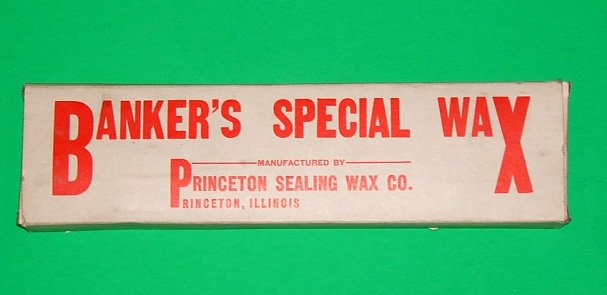 BANKER'S SPECIAL WAX
MANUFACTURED BY
PRINCETON SEALING WAX CO.
PRINCETON, ILLINOIS